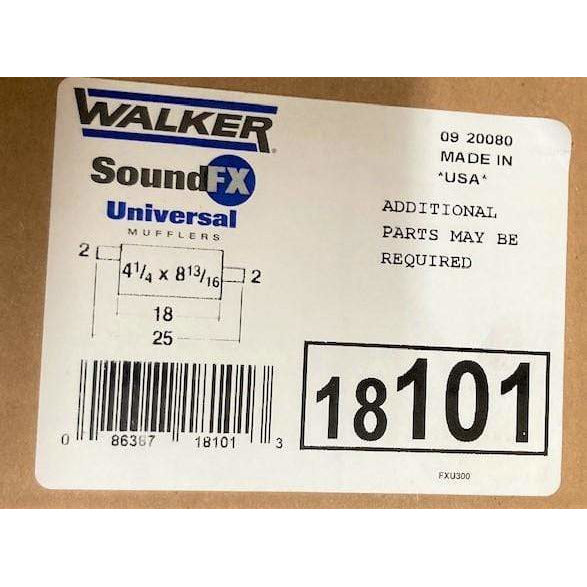 WALKER®
SoundFX
Universal
MUFFLERS
2
4 1/4 x 8 13/16
2
18
25
0 86387 18101 3
09 20080
MADE IN
*USA*
ADDITIONAL
PARTS MAY BE
REQUIRED
18101
FXU300